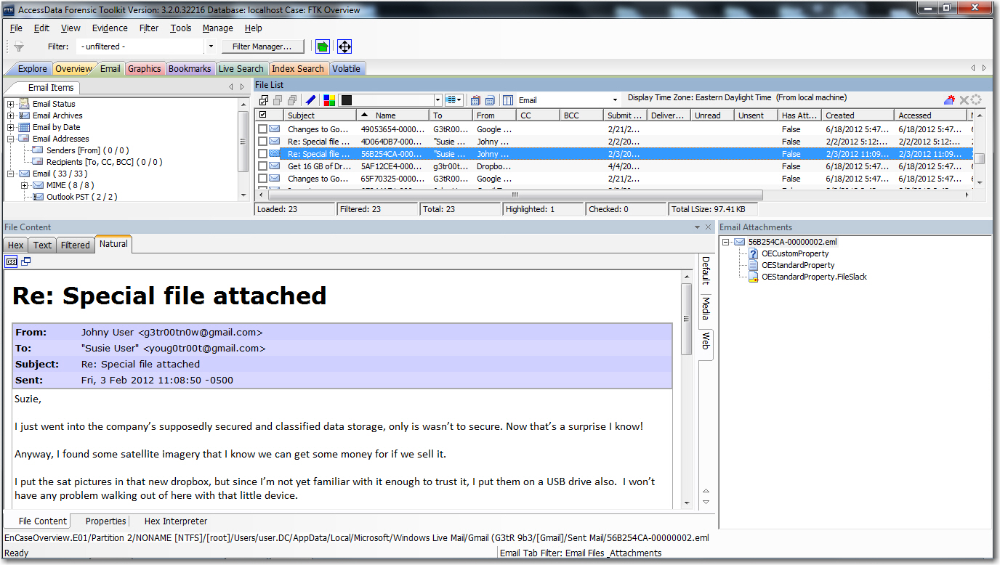 AccessData Forensic Toolkit Version: 3.2.0.32216 Database: localhost Case: FTK Overview
File Edit View Evidence Filter Tools Manage Help
Filter: - unfiltered - Filter Manager...
Explore Overview Email Graphics Bookmarks Live Search Index Search Volatile
Email Items
Email Status
Email Archives
Email by Date
Email Addresses
Senders [From] ( 0 / 0 )
Recipients [To, CC, BCC] ( 0 / 0 )
Email ( 33 / 33 )
MIME ( 8 / 8 )
Outlook PST ( 2 / 2 )
File List
Email Display Time Zone: Eastern Daylight Time (From local machine)
Subject Name To From CC BCC Submit ... Deliver... Unread Unsent Has Att... Created Accessed
Changes to Go... 49053654-0000... G3tR00... Google ... 2/21/2... False 6/18/2012 5:47... 6/18/2012 5:47...
Re: Special file ... 4D064DB7-000... "Susie ... Johny ... 2/2/20... False 2/2/2012 5:12:... 2/2/2012 5:12:...
Re: Special file ... 56B254CA-000... "Susie ... Johny ... 2/3/20... False 2/3/2012 11:09... 2/3/2012 11:09...
Get 16 GB of Dr... 5AF12CE4-0000... g3tr00t... Dropbo... 4/4/20... False 6/18/2012 5:47... 6/18/2012 5:47...
Changes to Go... 65F70325-0000... G3tR00... Google ... 2/21/2... False 6/18/2012 5:47... 6/18/2012 5:47...
Loaded: 23 Filtered: 23 Total: 23 Highlighted: 1 Checked: 0 Total LSize: 97.41 KB
File Content
Hex Text Filtered Natural
CSS
Re: Special file attached
From: Johny User <g3tr00tn0w@gmail.com>
To: "Susie User" <youg0tr00t@gmail.com>
Subject: Re: Special file attached
Sent: Fri, 3 Feb 2012 11:08:50 -0500
Suzie,
I just went into the company's supposedly secured and classified data storage, only is wasn't to secure. Now that's a surprise I know!
Anyway, I found some satellite imagery that I know we can get some money for if we sell it.
I put the sat pictures in that new dropbox, but since I'm not yet familiar with it enough to trust it, I put them on a USB drive also. I won't
have any problem walking out of here with that little device.
Default
Media
Web
Email Attachments
56B254CA-00000002.eml
OECustomProperty
OEStandardProperty
OEStandardProperty.FileSlack
File Content Properties Hex Interpreter
EnCaseOverview.E01/Partition 2/NONAME [NTFS]/[root]/Users/user.DC/AppData/Local/Microsoft/Windows Live Mail/Gmail (G3tR 9b3/[Gmail]/Sent Mail/56B254CA-00000002.eml
Ready Email Tab Filter: Email Files _Attachments